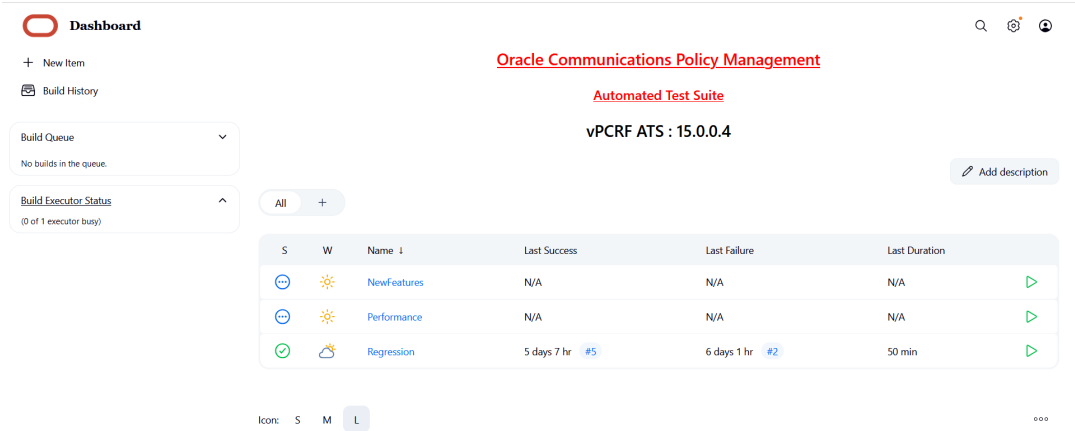 Dashboard
New Item
Build History
Build Queue
No builds in the queue.
Build Executor Status
(0 of 1 executor busy)
Oracle Communications Policy Management
Automated Test Suite
vPCRF ATS : 15.0.0.4
Add description
All +
S W Name ↓ Last Success Last Failure Last Duration
NewFeatures N/A N/A N/A
Performance N/A N/A N/A
Regression 5 days 7 hr #5 6 days 1 hr #2 50 min
Icon: S M L